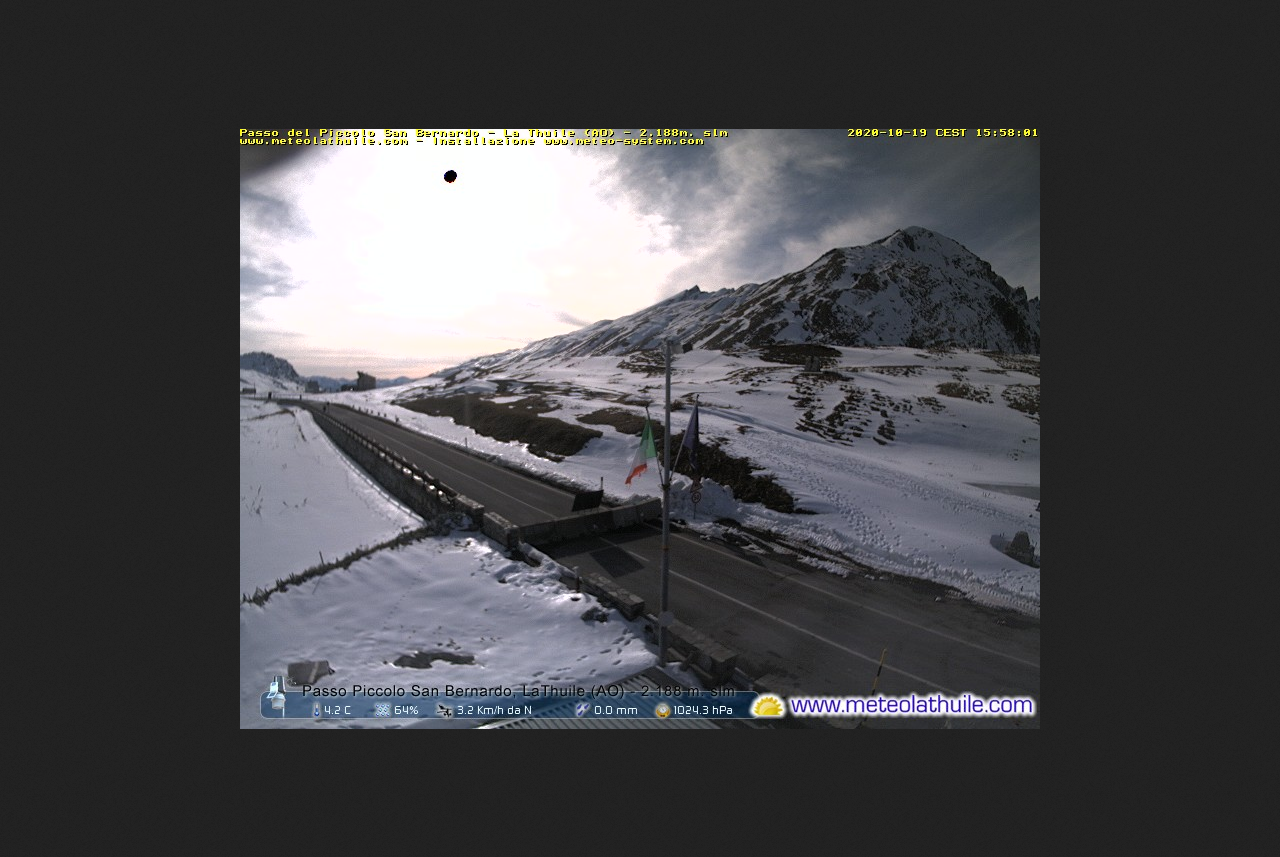 Passo del Piccolo San Bernardo - La Thuile (AO) - 2.188m. slm 2020-10-19 CEST 15:58:01
www.meteolathuile.com - Installazione www.meteo-system.com
Passo Piccolo San Bernardo, LaThuile (AO) - 2.188 m. slm
4.2 C 64% 3.2 Km/h da N 0.0 mm 1024.3 hPa
www.meteolathuile.com